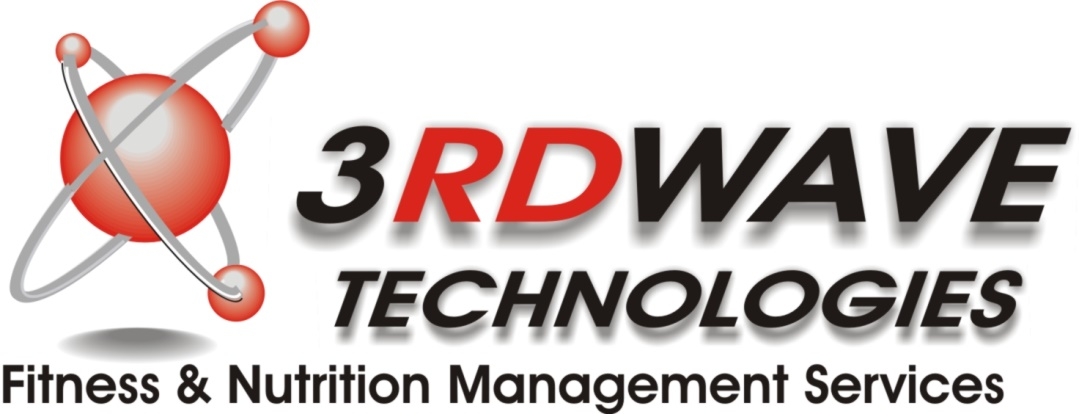 3RDWAVE
TECHNOLOGIES
Fitness & Nutrition Management Services